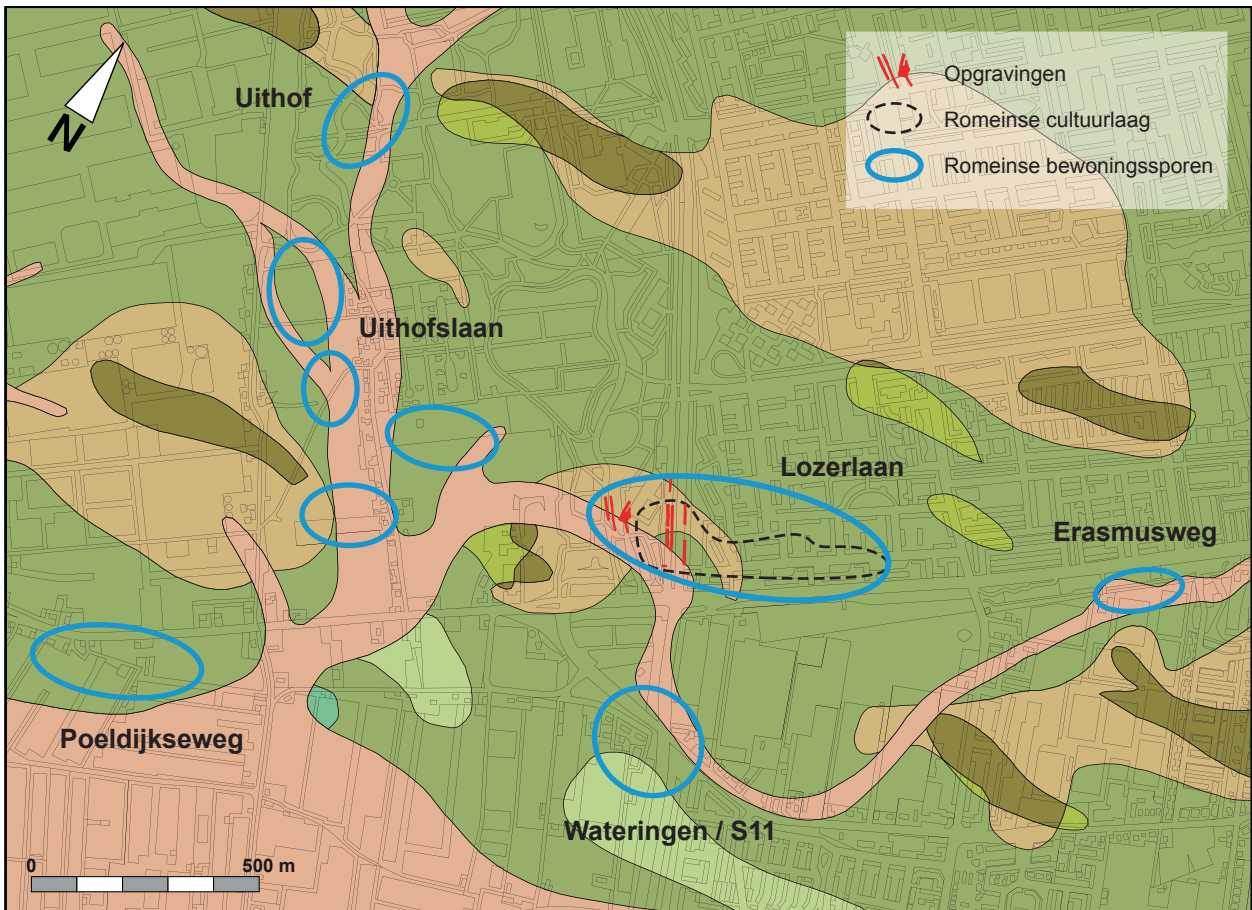 Uithof
Opgravingen
Romeinse cultuurlaag
Romeinse bewoningssporen
N
Uithofslaan
Lozerlaan
Erasmusweg
Poeldijkseweg
Wateringen / S11
0 500 m